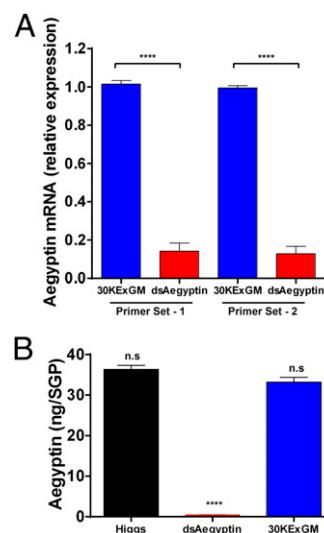 A
Aegyptin mRNA (relative expression)
1.2
1.0
0.8
0.6
0.4
0.2
0.0
**** ****
30KExGM dsAegyptin 30KExGM dsAegyptin
Primer Set - 1 Primer Set - 2
B
Aegyptin (ng/SGP)
40
30
20
10
0
n.s **** n.s
Higgs dsAegyptin 30KExGM